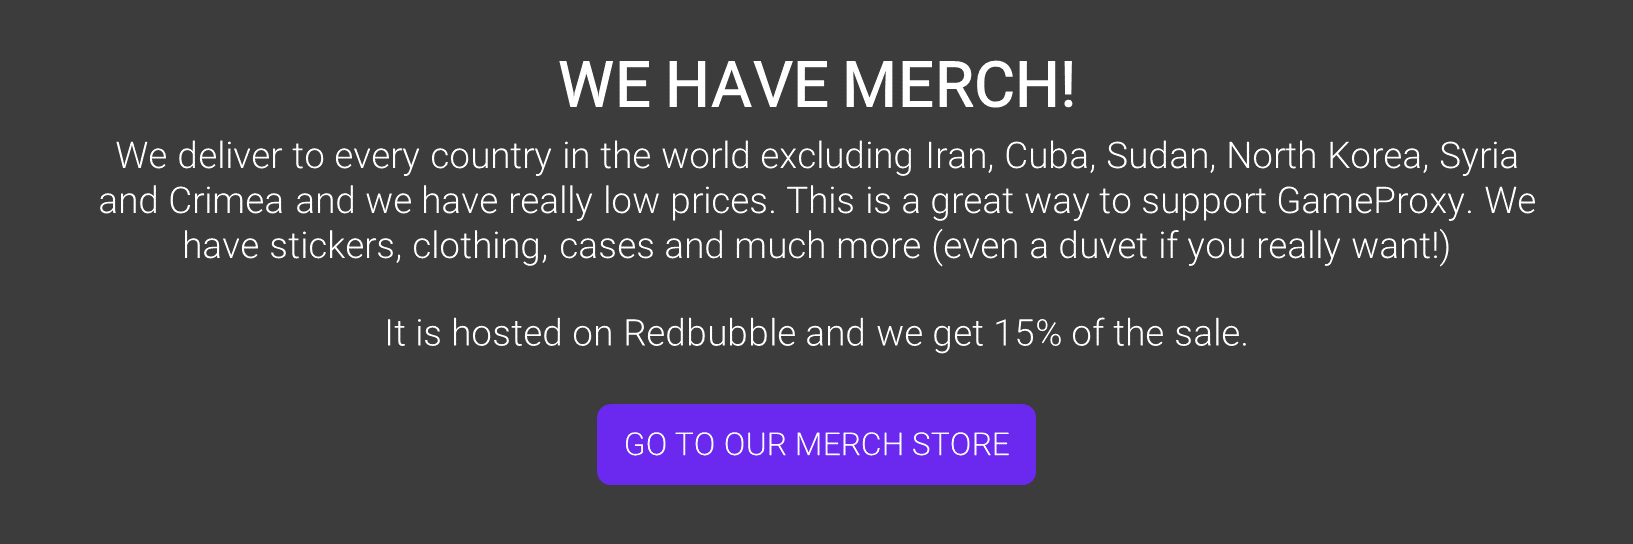 WE HAVE MERCH!
We deliver to every country in the world excluding Iran, Cuba, Sudan, North Korea, Syria
and Crimea and we have really low prices. This is a great way to support GameProxy. We
have stickers, clothing, cases and much more (even a duvet if you really want!)
It is hosted on Redbubble and we get 15% of the sale.
GO TO OUR MERCH STORE